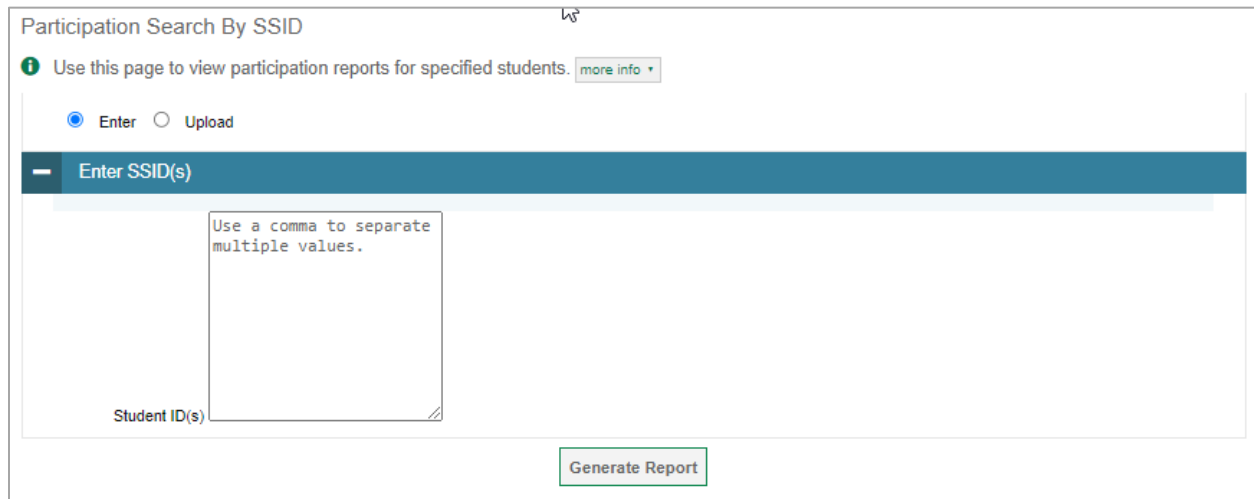 Participation Search By SSID
Use this page to view participation reports for specified students. more info
Enter Upload
Enter SSID(s)
Use a comma to separate
multiple values.
Student ID(s)
Generate Report